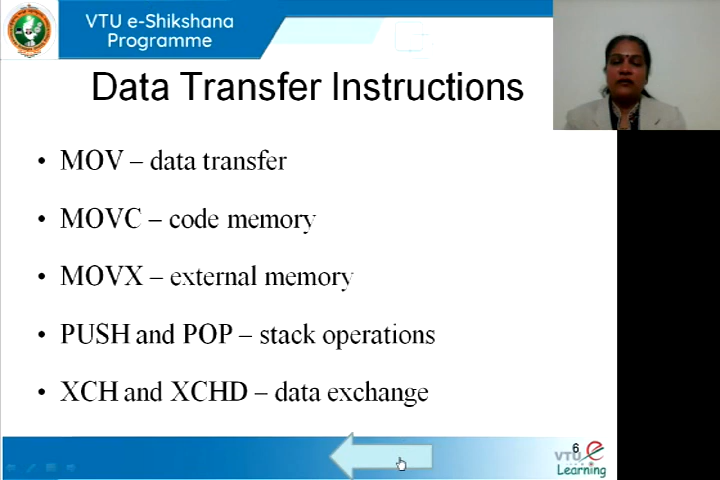 VTU e-Shikshana
Programme
Data Transfer Instructions
• MOV – data transfer
• MOVC – code memory
• MOVX – external memory
• PUSH and POP – stack operations
• XCH and XCHD – data exchange
6
VTU e
Learning